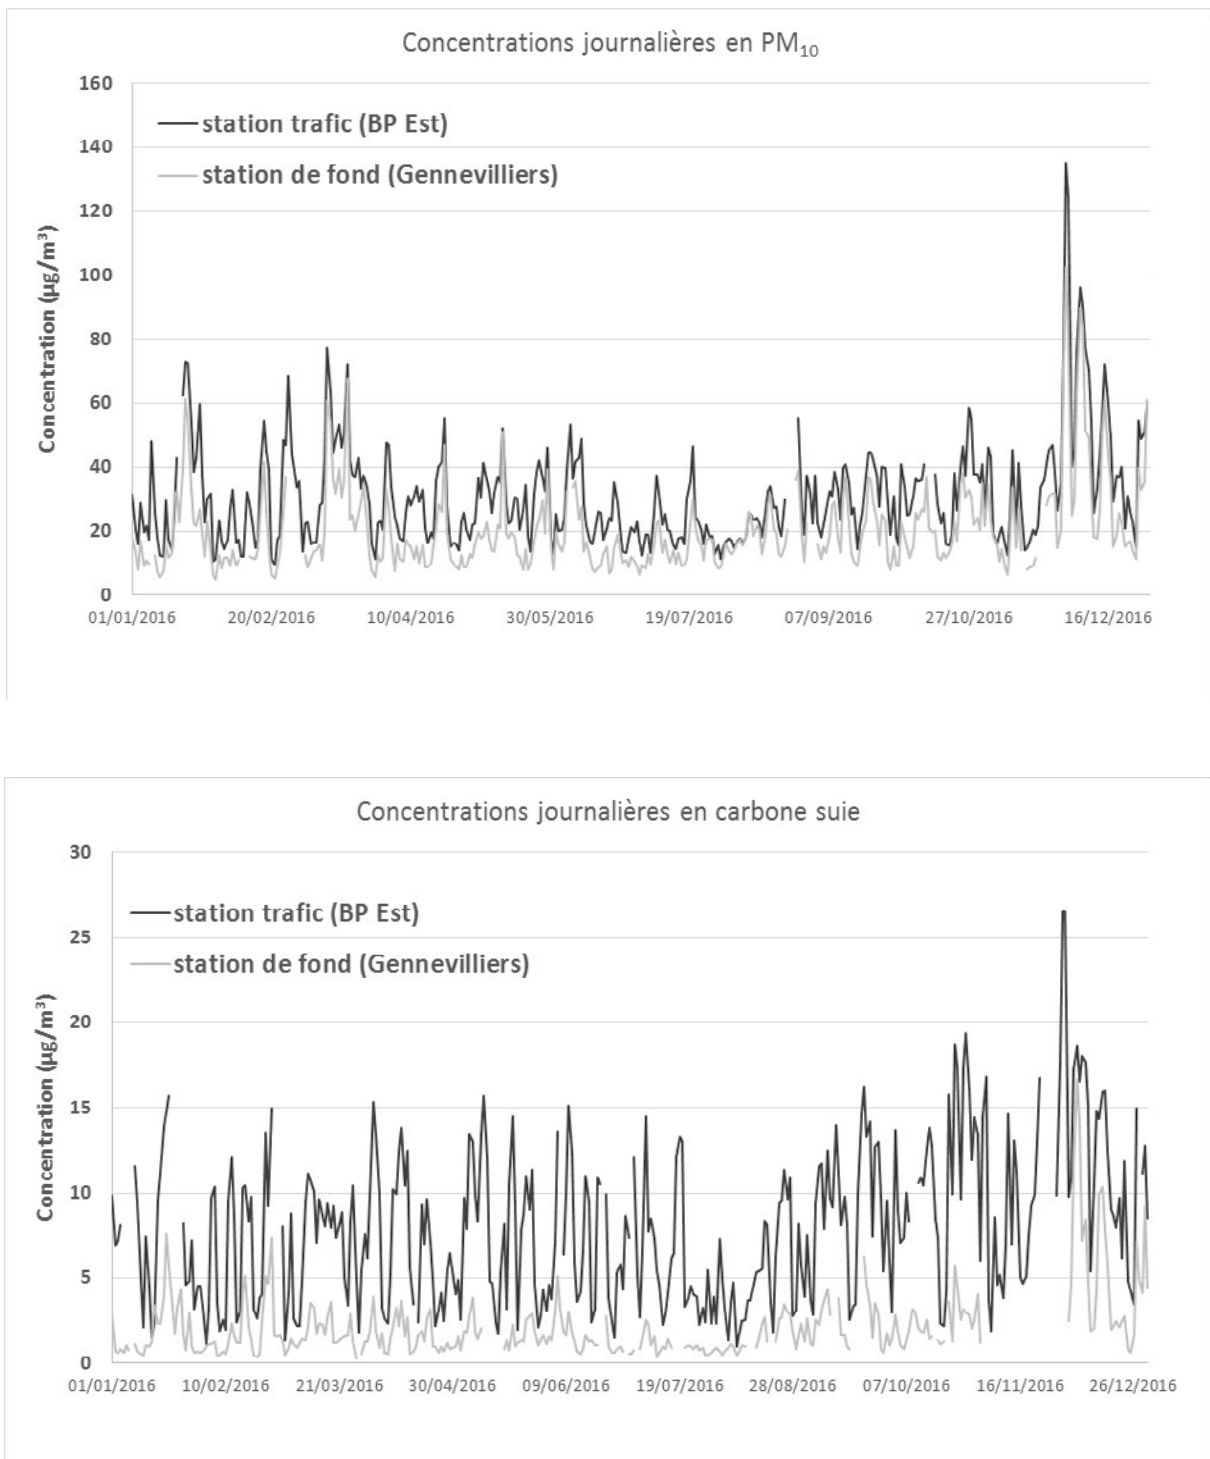 Concentrations journalières en PM₁₀
160
140
120
100
80
60
40
20
0
Concentration (µg/m³)
station trafic (BP Est)
station de fond (Gennevilliers)
01/01/2016 20/02/2016 10/04/2016 30/05/2016 19/07/2016 07/09/2016 27/10/2016 16/12/2016
Concentrations journalières en carbone suie
30
25
20
15
10
5
0
Concentration (µg/m³)
station trafic (BP Est)
station de fond (Gennevilliers)
01/01/2016 10/02/2016 21/03/2016 30/04/2016 09/06/2016 19/07/2016 28/08/2016 07/10/2016 16/11/2016 26/12/2016